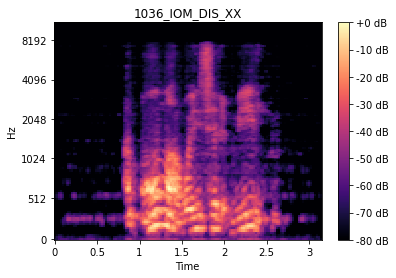 1036_IOM_DIS_XX
+0 dB
8192
-10 dB
4096
-20 dB
-30 dB
2048
Hz
-40 dB
1024
-50 dB
512
-60 dB
-70 dB
0
-80 dB
0 0.5 1 1.5 2 2.5 3
Time